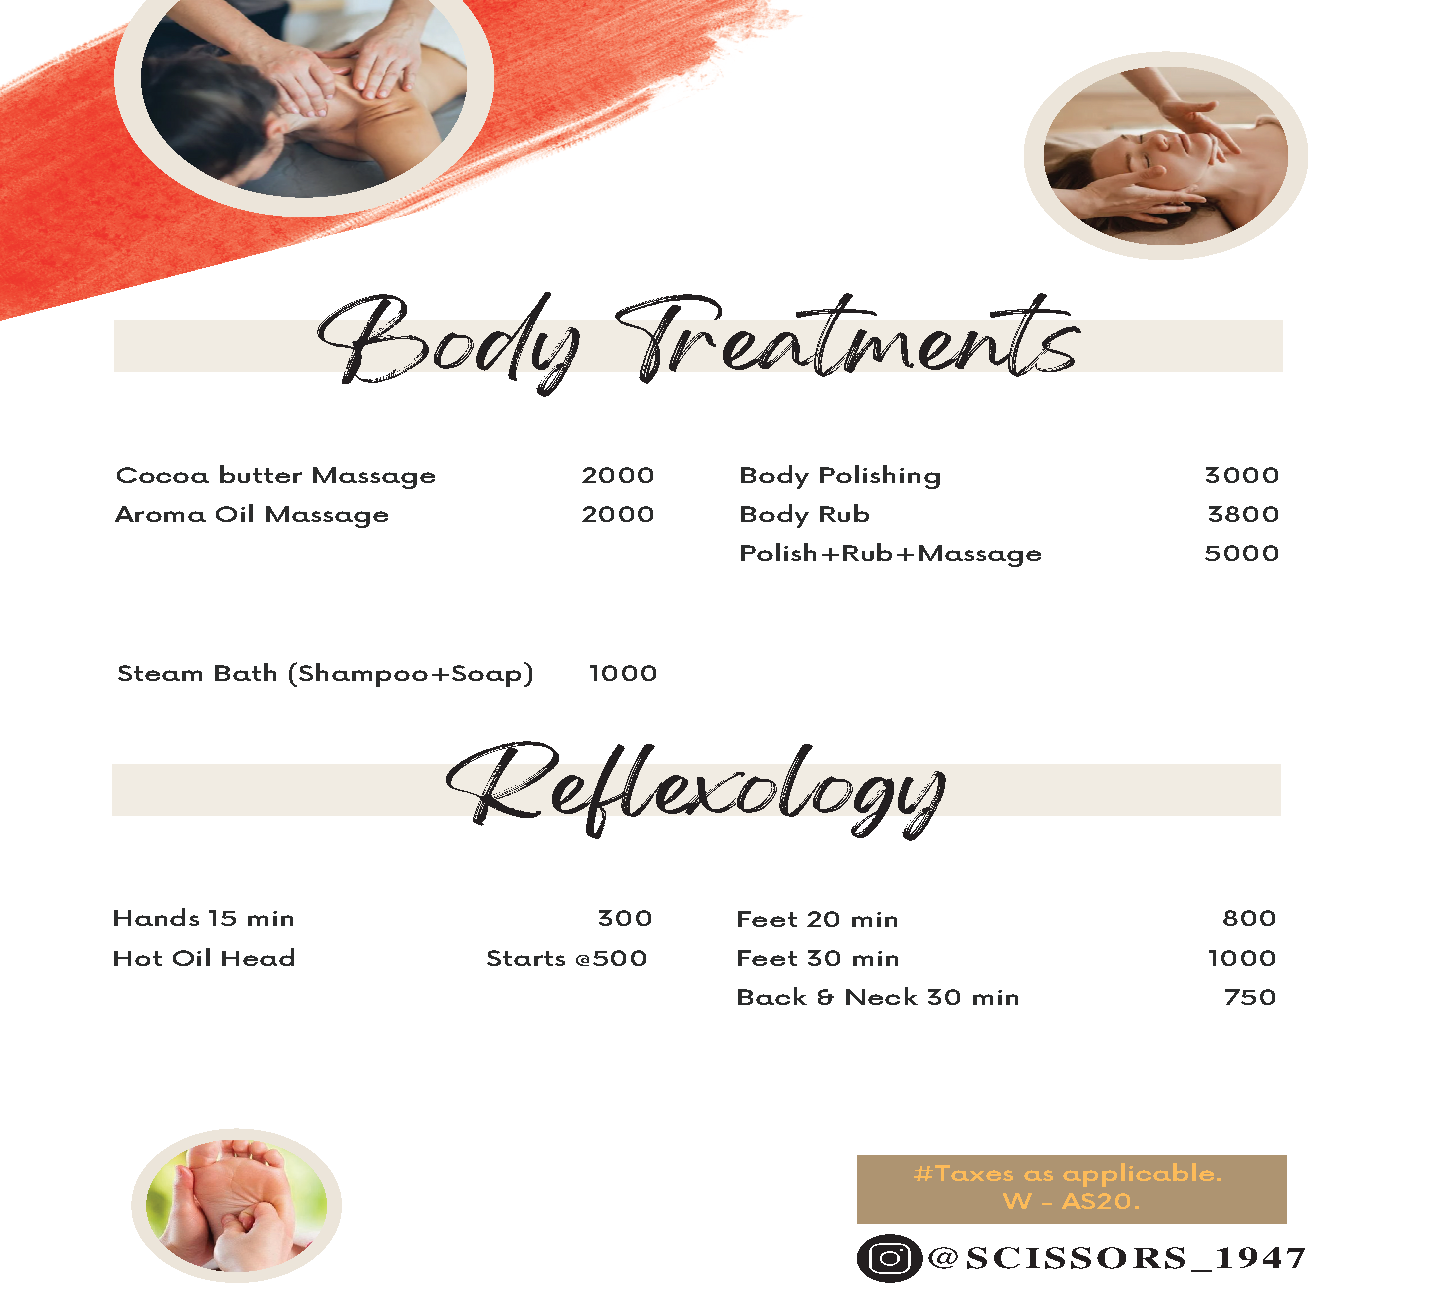 Body Treatments
Cocoa butter Massage 2000
Aroma Oil Massage 2000
Body Polishing 3000
Body Rub 3800
Polish+Rub+Massage 5000
Steam Bath (Shampoo+Soap) 1000
Reflexology
Hands 15 min 300
Hot Oil Head Starts @500
Feet 20 min 800
Feet 30 min 1000
Back & Neck 30 min 750
#Taxes as applicable.
W - AS20.
@SCISSORS_1947